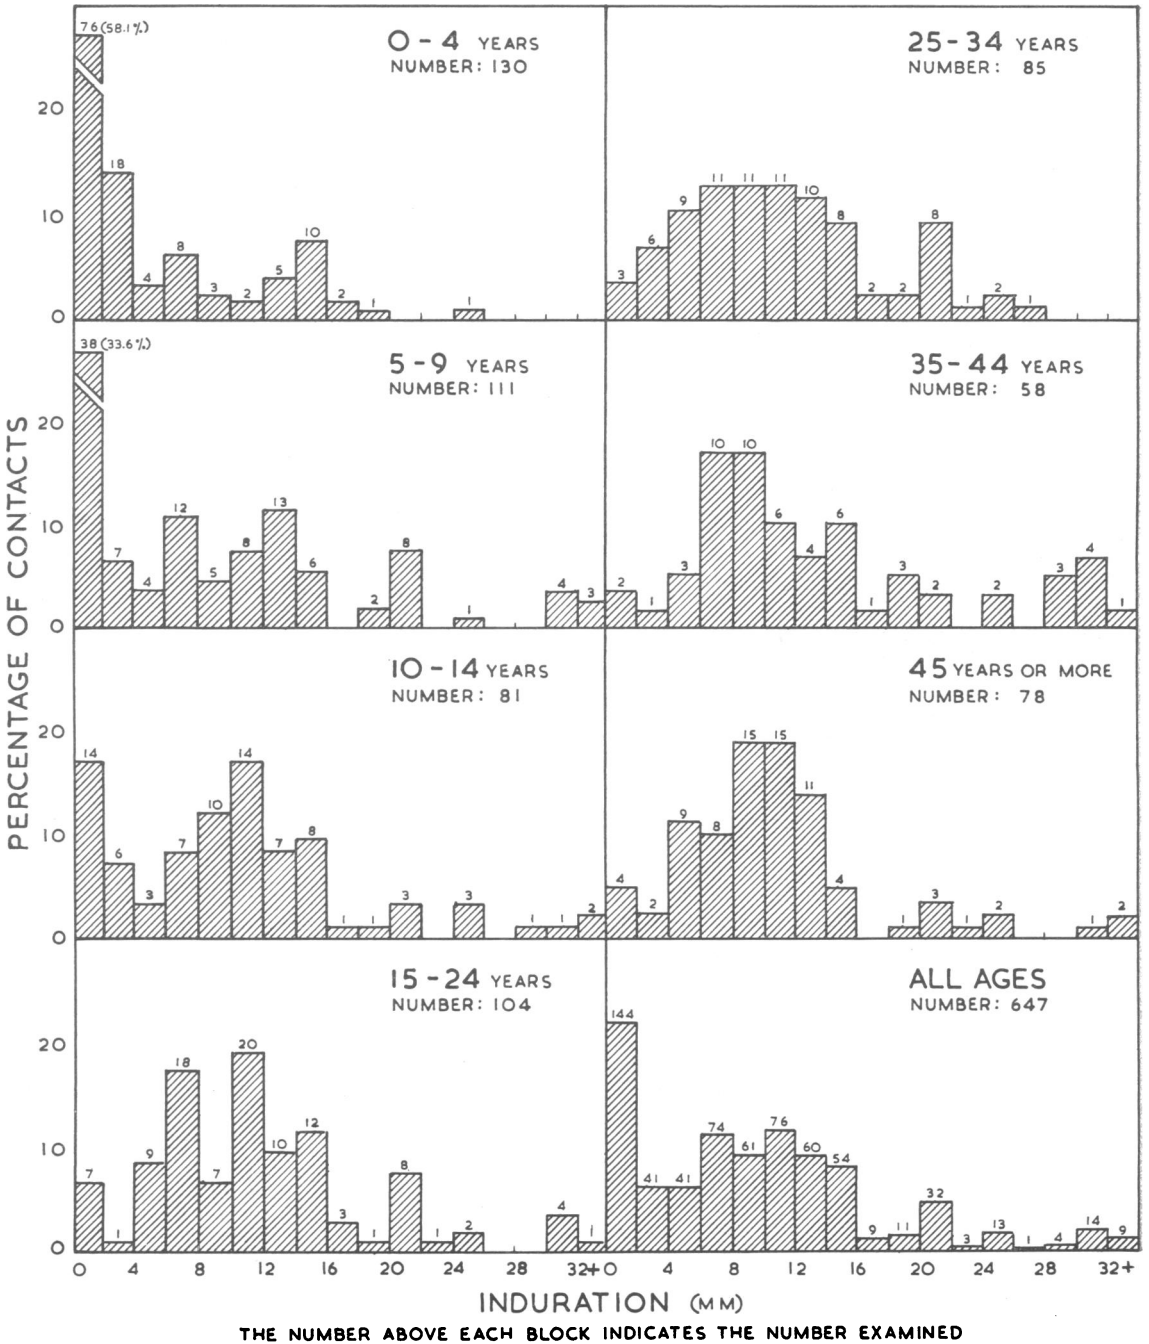 PERCENTAGE OF CONTACTS
76 (58.1%)
0-4 YEARS
NUMBER: 130
20
10
0
18 4 8 3 2 5 10 2 1 1
25-34 YEARS
NUMBER: 85
3 6 9 11 11 11 10 8 2 2 8 1 2 1
38 (33.6%)
5-9 YEARS
NUMBER: 111
20
10
0
7 4 12 5 8 13 6 2 8 1 4 3
35-44 YEARS
NUMBER: 58
2 1 3 10 10 6 4 6 1 3 2 2 3 4 1
10-14 YEARS
NUMBER: 81
20
10
0
14 6 3 7 10 14 7 8 1 1 3 3 1 1 2
45 YEARS OR MORE
NUMBER: 78
4 2 9 8 15 15 11 4 1 3 1 2 1 2
15-24 YEARS
NUMBER: 104
20
10
0
7 1 9 18 7 20 10 12 3 1 8 1 2 4 1
ALL AGES
NUMBER: 647
144 41 41 74 61 76 60 54 9 11 32 3 13 1 4 14 9
0 4 8 12 16 20 24 28 32+ 0 4 8 12 16 20 24 28 32+
INDURATION (MM)
THE NUMBER ABOVE EACH BLOCK INDICATES THE NUMBER EXAMINED